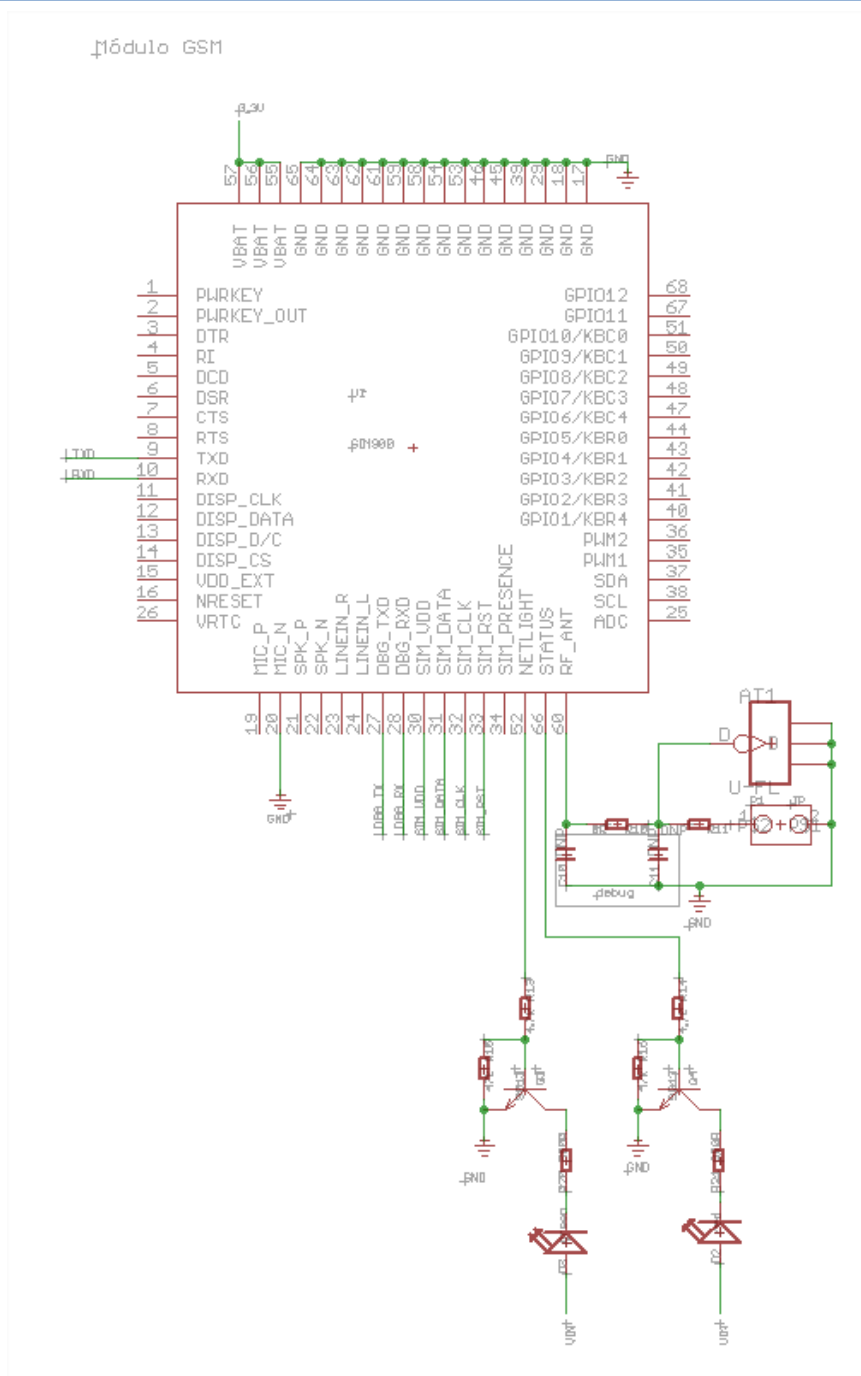 Módulo GSM
3.3V
GND
57 56 55 65 64 63 62 61 59 58 54 53 46 45 39 29 18 17
VBAT VBAT VBAT GND GND GND GND GND GND GND GND GND GND GND GND GND GND GND
1 PWRKEY
2 PWRKEY_OUT
3 DTR
4 RI
5 DCD
6 DSR
7 CTS
8 RTS
TXD 9 TXD
RXD 10 RXD
11 DISP_CLK
12 DISP_DATA
13 DISP_D/C
14 DISP_CS
15 VDD_EXT
16 NRESET
26 VRTC
SIM900
GPIO12 68
GPIO11 67
GPIO10/KBC0 51
GPIO9/KBC1 50
GPIO8/KBC2 49
GPIO7/KBC3 48
GPIO6/KBC4 47
GPIO5/KBR0 44
GPIO4/KBR1 43
GPIO3/KBR2 42
GPIO2/KBR3 41
GPIO1/KBR4 40
PWM2 36
PWM1 35
SDA 37
SCL 38
ADC 25
MIC_P MIC_N SPK_P SPK_N LINEIN_R LINEIN_L DBG_TXD DBG_RXD SIM_VDD SIM_DATA SIM_CLK SIM_RST SIM_PRESENCE NETLIGHT STATUS RF_ANT
19 20 21 22 23 24 27 28 30 31 32 33 34 52 66 60
GND
SIM_VDD SIM_DATA SIM_CLK SIM_RST
AT1
U-FL
JP
debug
GND
GND
GND